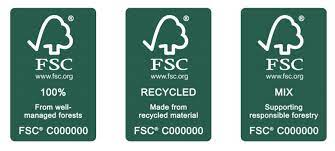 FSC
www.fsc.org
100%
From well-
managed forests
FSC® C000000
FSC
www.fsc.org
RECYCLED
Made from
recycled material
FSC® C000000
FSC
www.fsc.org
MIX
Supporting
responsible forestry
FSC® C000000